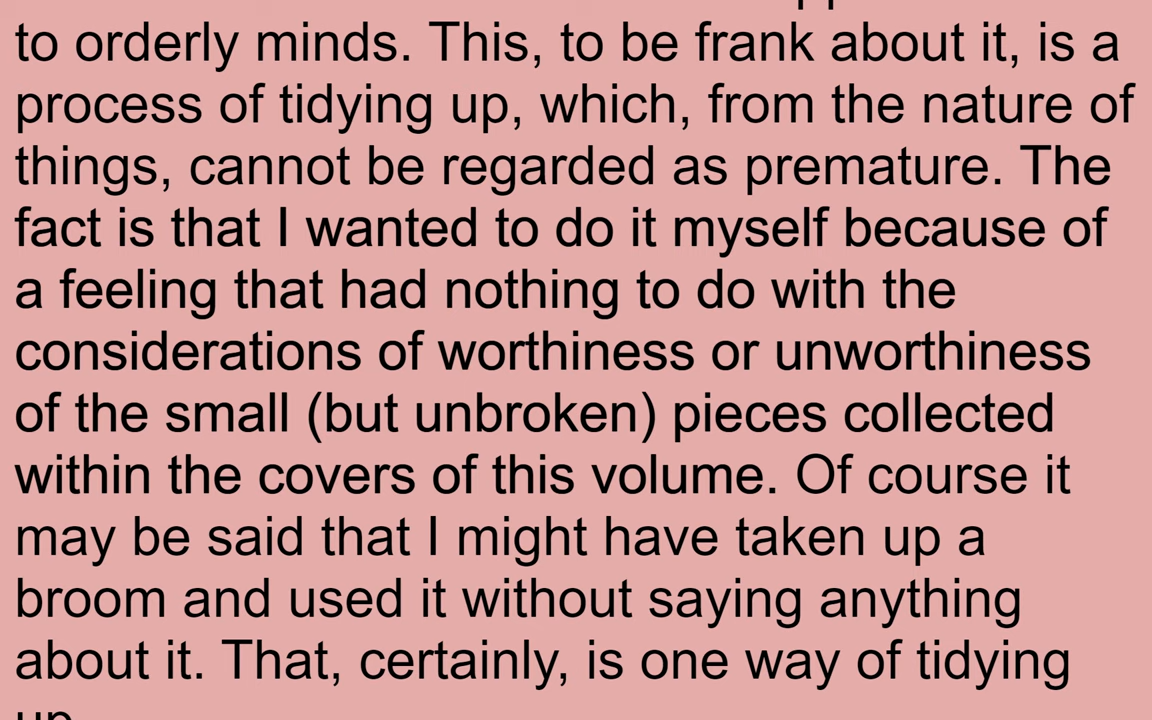 to orderly minds. This, to be frank about it, is a
process of tidying up, which, from the nature of
things, cannot be regarded as premature. The
fact is that I wanted to do it myself because of
a feeling that had nothing to do with the
considerations of worthiness or unworthiness
of the small (but unbroken) pieces collected
within the covers of this volume. Of course it
may be said that I might have taken up a
broom and used it without saying anything
about it. That, certainly, is one way of tidying
up.